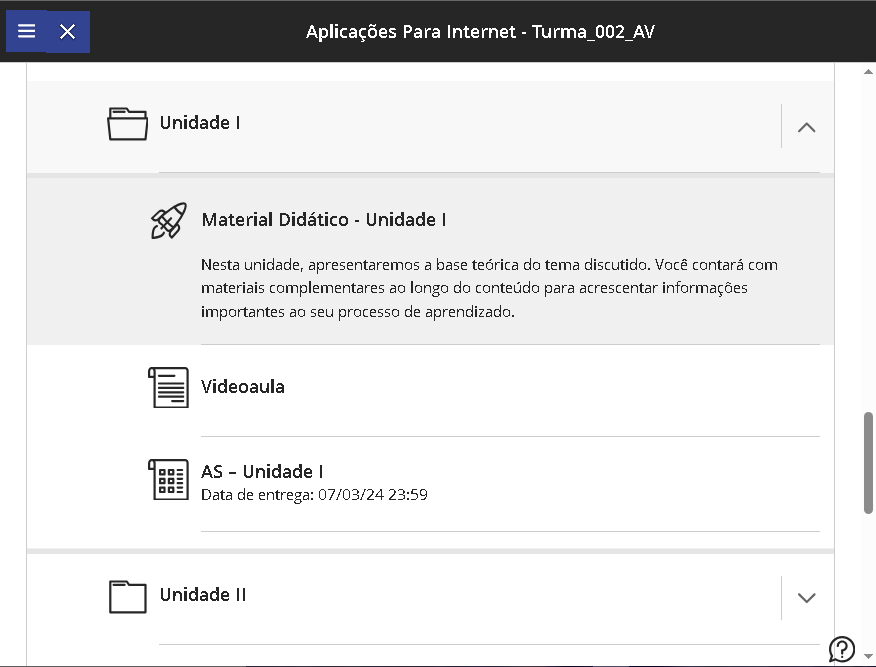 Aplicações Para Internet - Turma_002_AV
Unidade I
Material Didático - Unidade I
Nesta unidade, apresentaremos a base teórica do tema discutido. Você contará com
materiais complementares ao longo do conteúdo para acrescentar informações
importantes ao seu processo de aprendizado.
Videoaula
AS – Unidade I
Data de entrega: 07/03/24 23:59
Unidade II